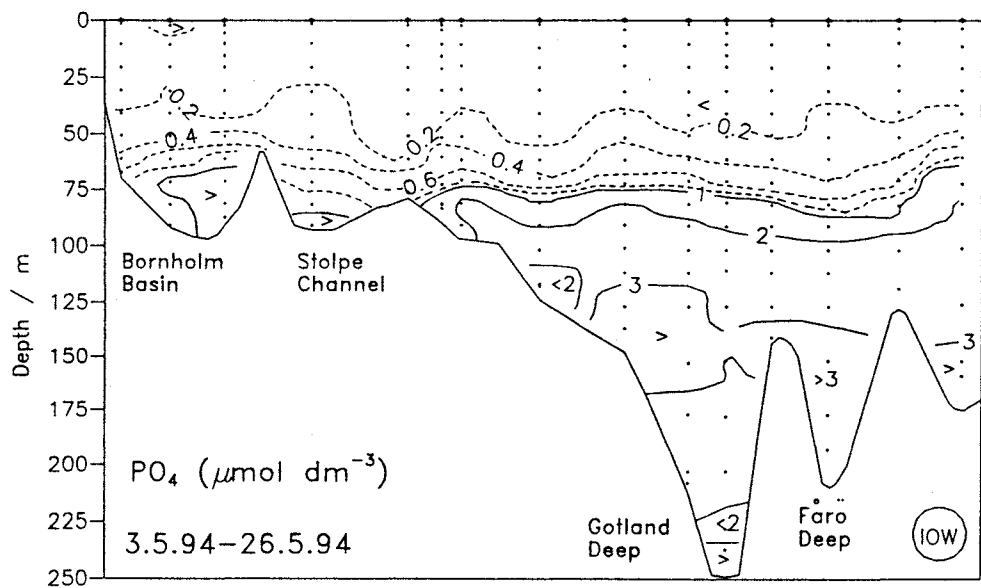 0
25
50
75
100
125
150
175
200
225
250
Depth / m
>
0.2
0.4
0.2
0.6
0.4
<
0.2
1
2
>
>
Bornholm
Basin
Stolpe
Channel
<2
3
>
>3
3
>
PO₄ (μmol dm⁻³)
3.5.94–26.5.94
Gotland
Deep
<2
>
Fårö
Deep
IOW